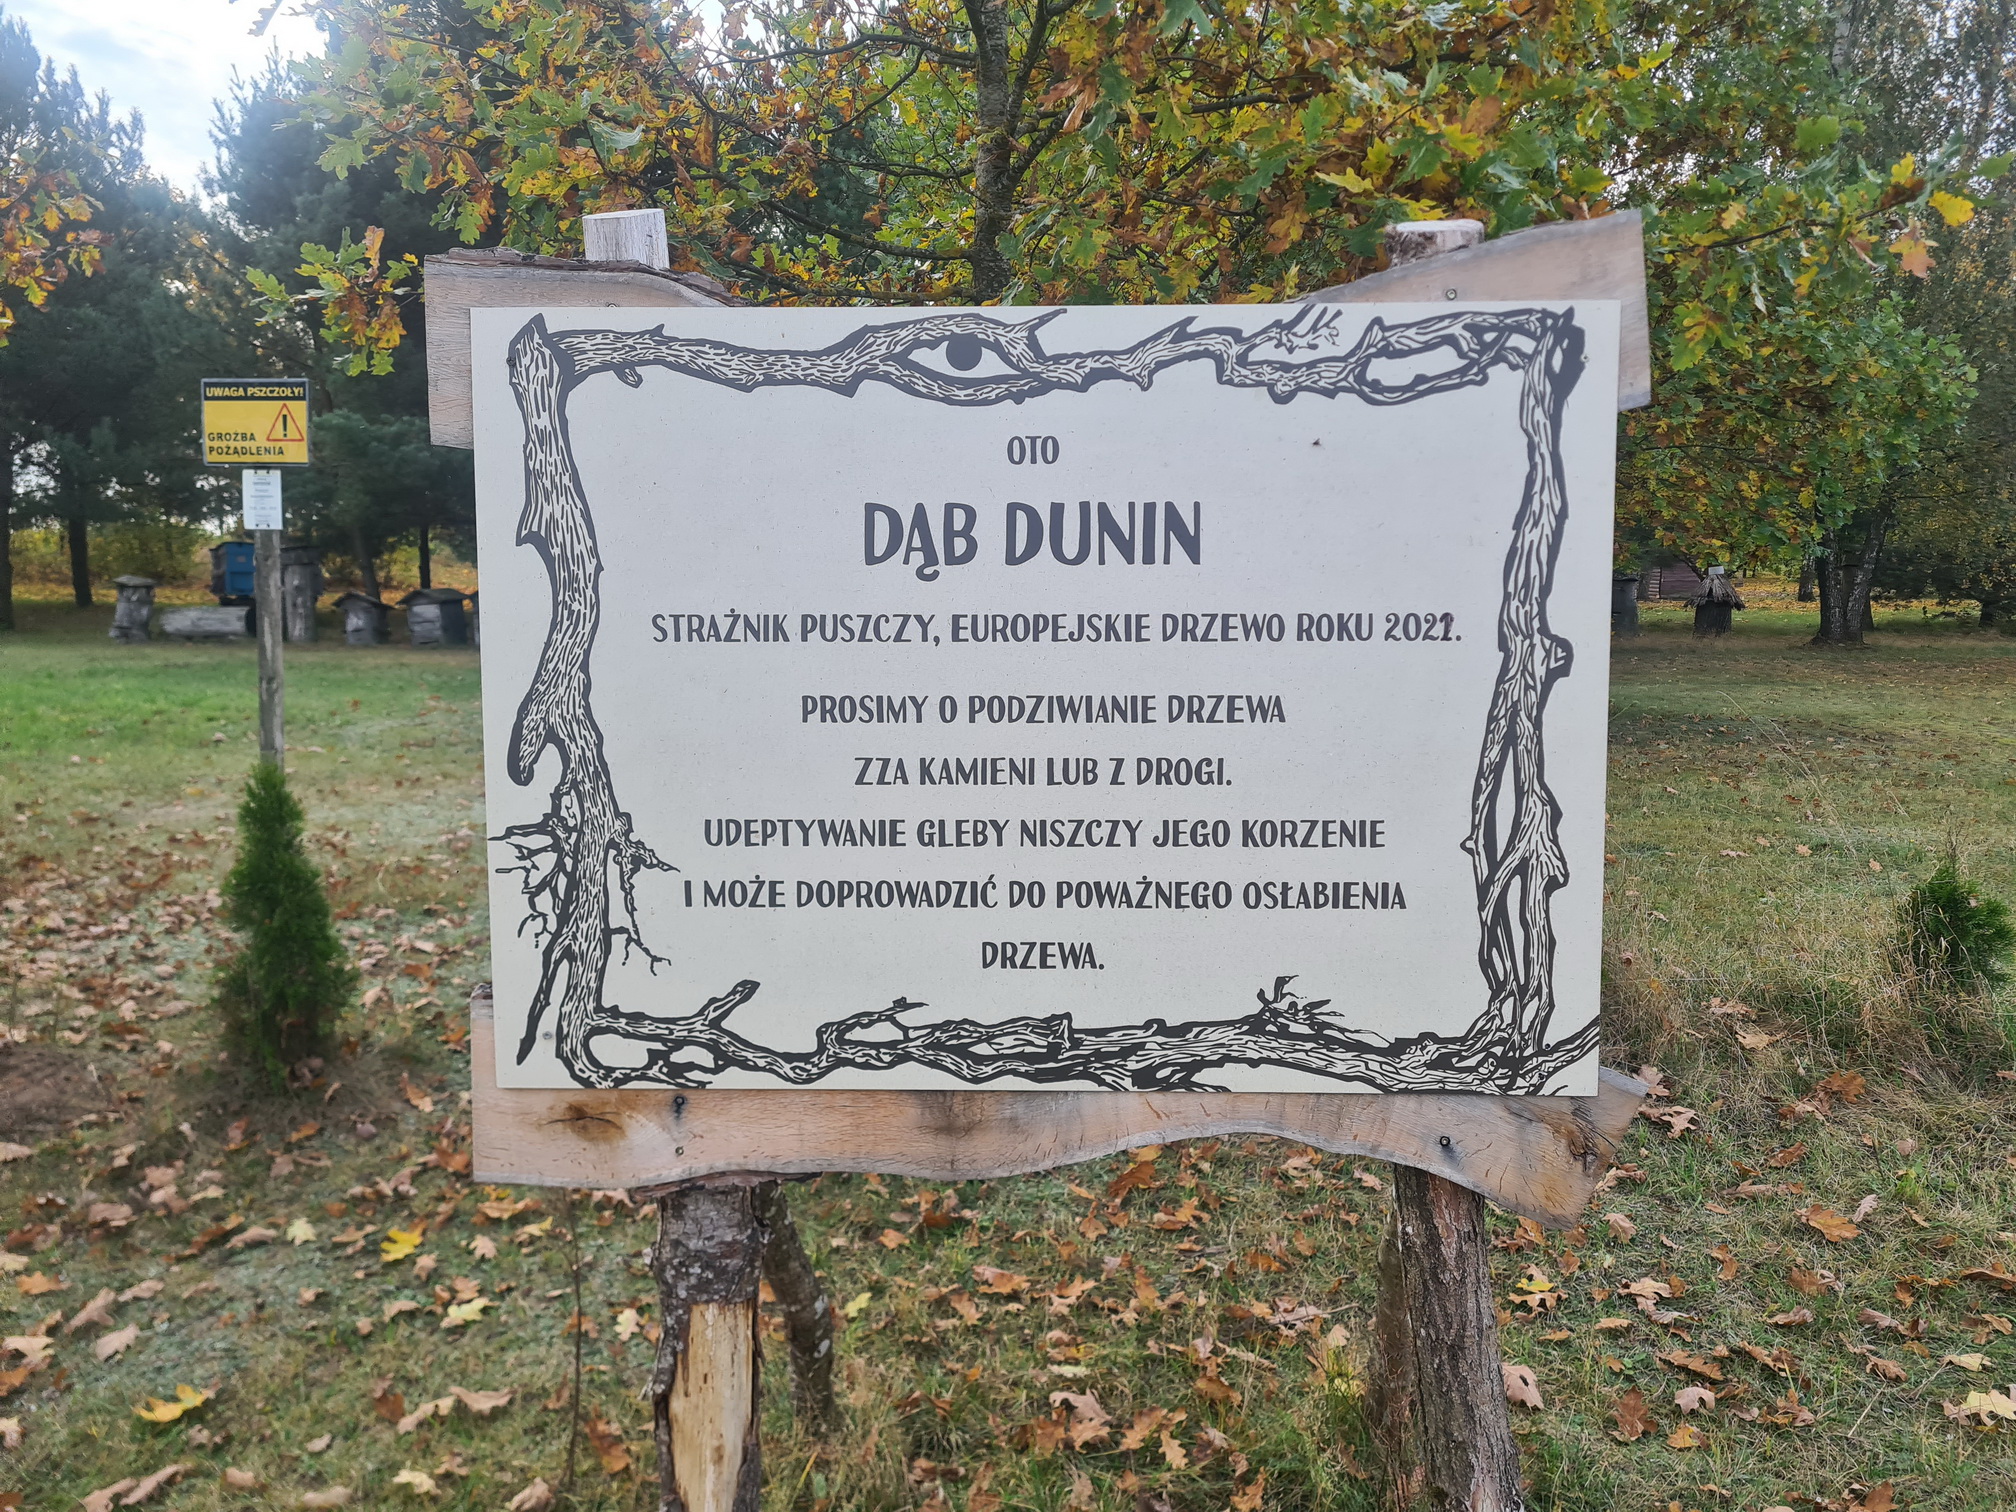 UWAGA PSZCZOŁY!
GROŹBA
POŻĄDLENIA
OTO
DĄB DUNIN
STRAŻNIK PUSZCZY, EUROPEJSKIE DRZEWO ROKU 2022.
PROSIMY O PODZIWIANIE DRZEWA
ZZA KAMIENI LUB Z DROGI.
UDEPTYWANIE GLEBY NISZCZY JEGO KORZENIE
I MOŻE DOPROWADZIĆ DO POWAŻNEGO OSŁABIENIA
DRZEWA.